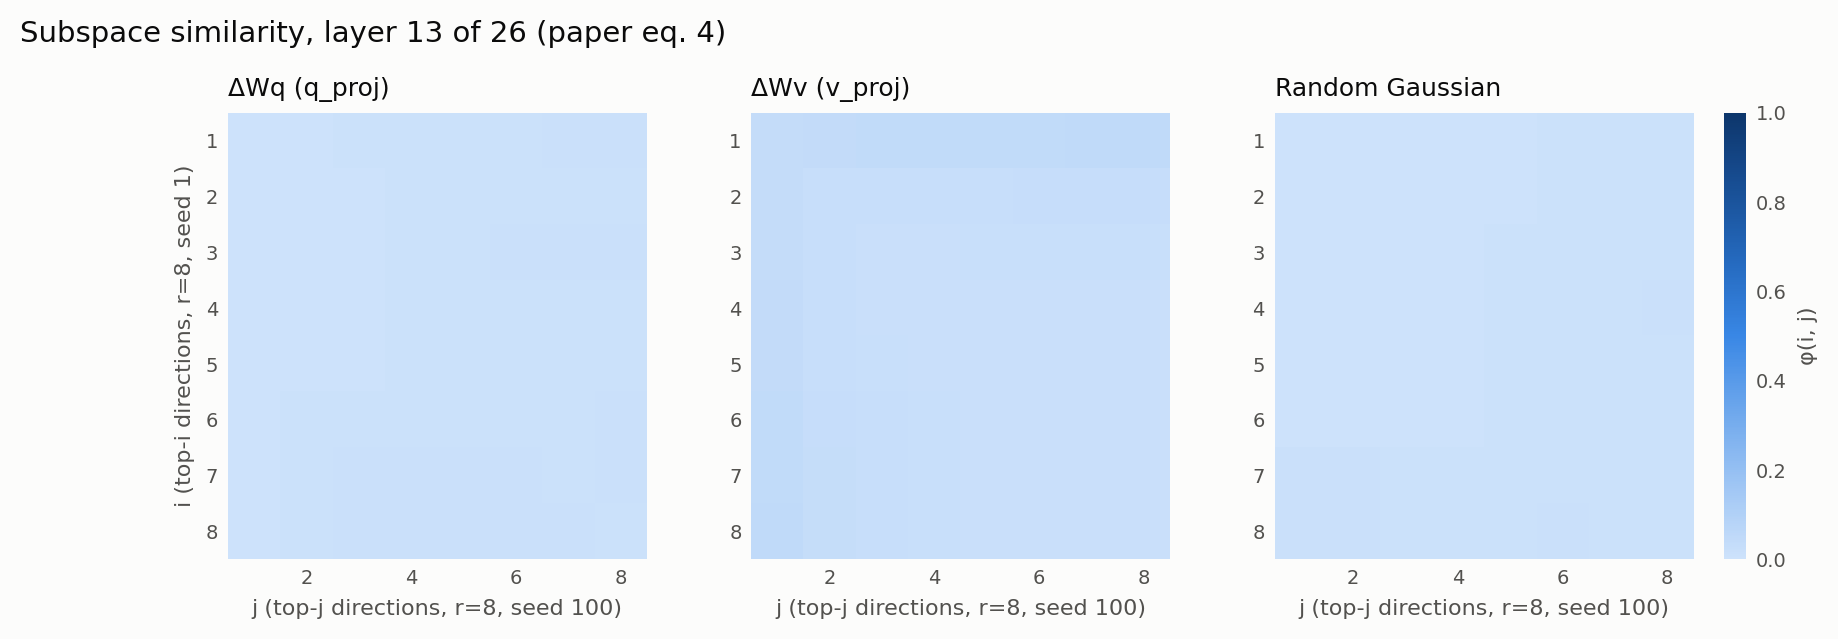 Subspace similarity, layer 13 of 26 (paper eq. 4)
ΔWq (q_proj)
ΔWv (v_proj)
Random Gaussian
i (top-i directions, r=8, seed 1)
1
2
3
4
5
6
7
8
2 4 6 8
j (top-j directions, r=8, seed 100)
1
2
3
4
5
6
7
8
2 4 6 8
j (top-j directions, r=8, seed 100)
1
2
3
4
5
6
7
8
2 4 6 8
j (top-j directions, r=8, seed 100)
1.0
0.8
0.6
0.4
0.2
0.0
φ(i, j)